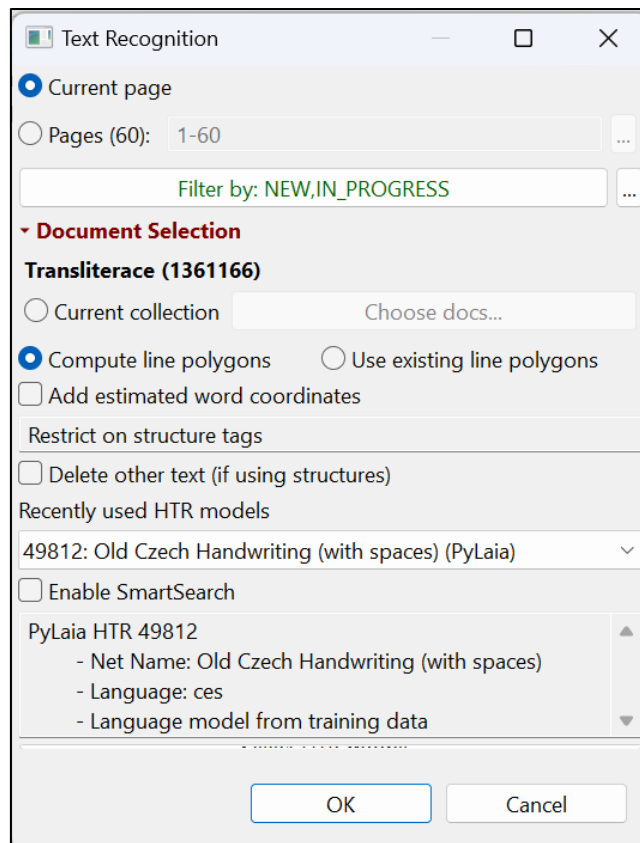 Text Recognition
Current page
Pages (60): 1-60 ...
Filter by: NEW,IN_PROGRESS ...
Document Selection
Transliterace (1361166)
Current collection Choose docs...
Compute line polygons Use existing line polygons
Add estimated word coordinates
Restrict on structure tags
Delete other text (if using structures)
Recently used HTR models
49812: Old Czech Handwriting (with spaces) (PyLaia)
Enable SmartSearch
PyLaia HTR 49812
- Net Name: Old Czech Handwriting (with spaces)
- Language: ces
- Language model from training data
OK Cancel